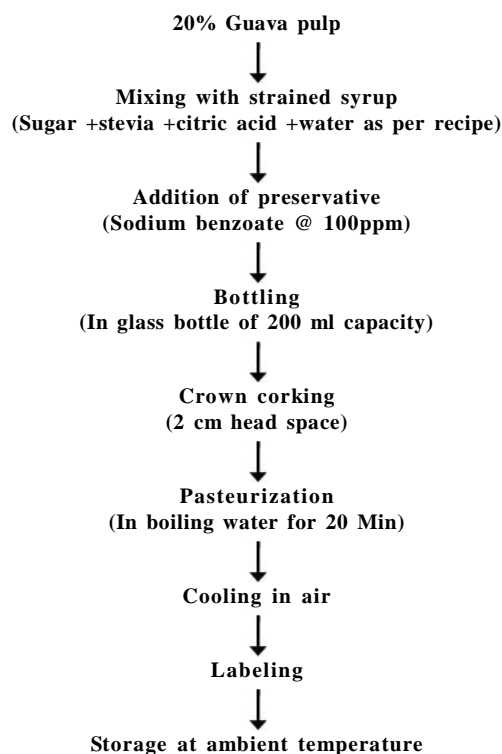 20% Guava pulp
Mixing with strained syrup
(Sugar +stevia +citric acid +water as per recipe)
Addition of preservative
(Sodium benzoate @ 100ppm)
Bottling
(In glass bottle of 200 ml capacity)
Crown corking
(2 cm head space)
Pasteurization
(In boiling water for 20 Min)
Cooling in air
Labeling
Storage at ambient temperature